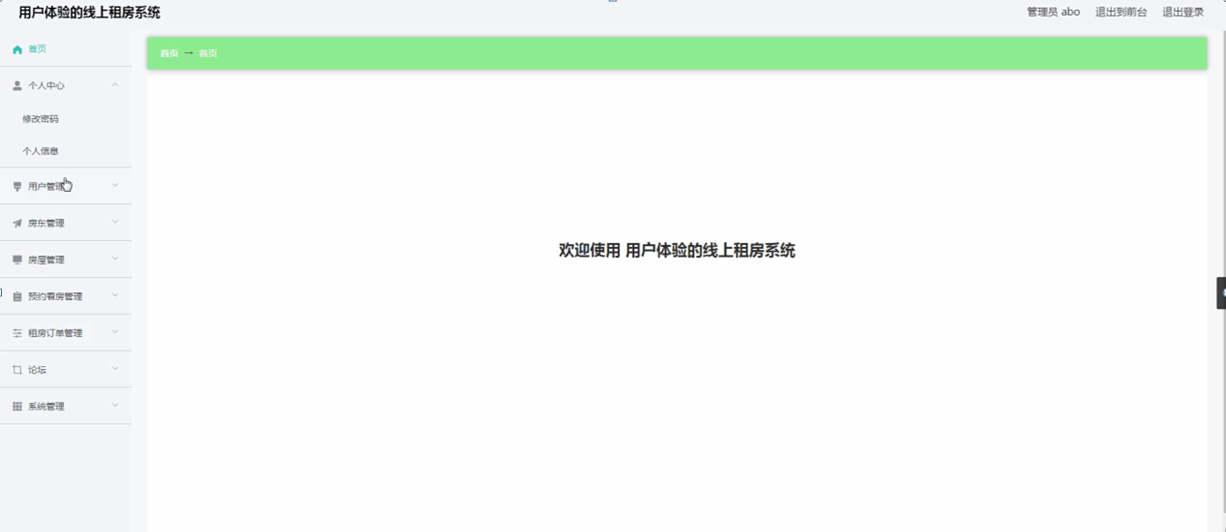 用户体验的线上租房系统
管理员 abo 退出到前台 退出登录
首页
首页 → 首页
个人中心
修改密码
个人信息
用户管理
房东管理
房屋管理
预约看房管理
租房订单管理
论坛
系统管理
欢迎使用 用户体验的线上租房系统